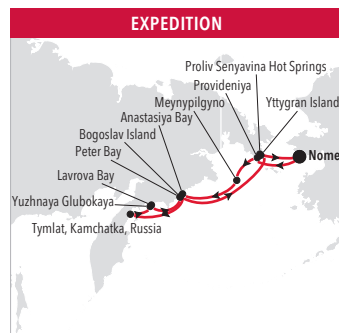 EXPEDITION
Proliv Senyavina Hot Springs
Provideniya
Meynypilgyno
Yttygran Island
Anastasiya Bay
Bogoslav Island
Peter Bay
Nome
Lavrova Bay
Yuzhnaya Glubokaya
Tymlat, Kamchatka, Russia